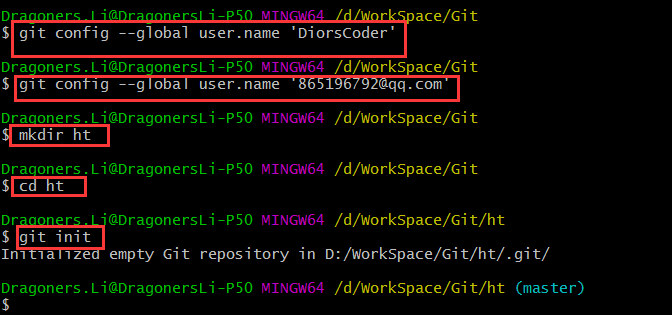 Dragoners.Li@DragonersLi-P50 MINGW64 /d/WorkSpace/Git
$ git config --global user.name 'DiorsCoder'
Dragoners.Li@DragonersLi-P50 MINGW64 /d/WorkSpace/Git
$ git config --global user.name '865196792@qq.com'
Dragoners.Li@DragonersLi-P50 MINGW64 /d/WorkSpace/Git
$ mkdir ht
Dragoners.Li@DragonersLi-P50 MINGW64 /d/WorkSpace/Git
$ cd ht
Dragoners.Li@DragonersLi-P50 MINGW64 /d/WorkSpace/Git/ht
$ git init
Initialized empty Git repository in D:/WorkSpace/Git/ht/.git/
Dragoners.Li@DragonersLi-P50 MINGW64 /d/WorkSpace/Git/ht (master)
$